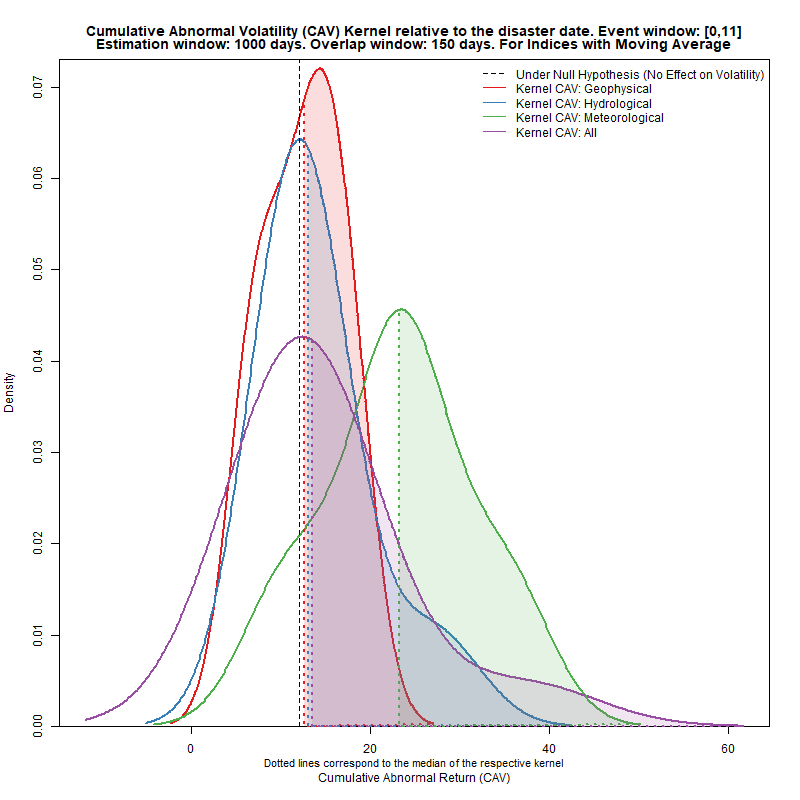 Cumulative Abnormal Volatility (CAV) Kernel relative to the disaster date. Event window: [0,11]
Estimation window: 1000 days. Overlap window: 150 days. For Indices with Moving Average
Under Null Hypothesis (No Effect on Volatility)
Kernel CAV: Geophysical
Kernel CAV: Hydrological
Kernel CAV: Meteorological
Kernel CAV: All
0.07
0.06
0.05
0.04
0.03
0.02
0.01
0.00
Density
0 20 40 60
Dotted lines correspond to the median of the respective kernel
Cumulative Abnormal Return (CAV)